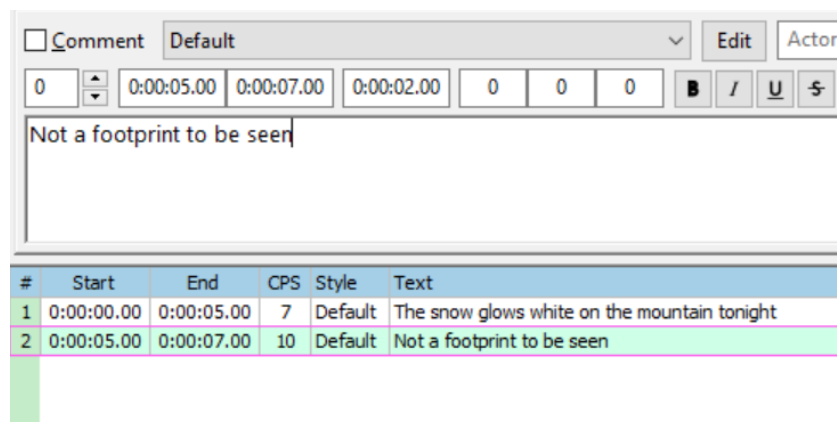 Comment Default Edit Actor
0 0:00:05.00 0:00:07.00 0:00:02.00 0 0 0 B I U S
Not a footprint to be seen
# Start End CPS Style Text
1 0:00:00.00 0:00:05.00 7 Default The snow glows white on the mountain tonight
2 0:00:05.00 0:00:07.00 10 Default Not a footprint to be seen